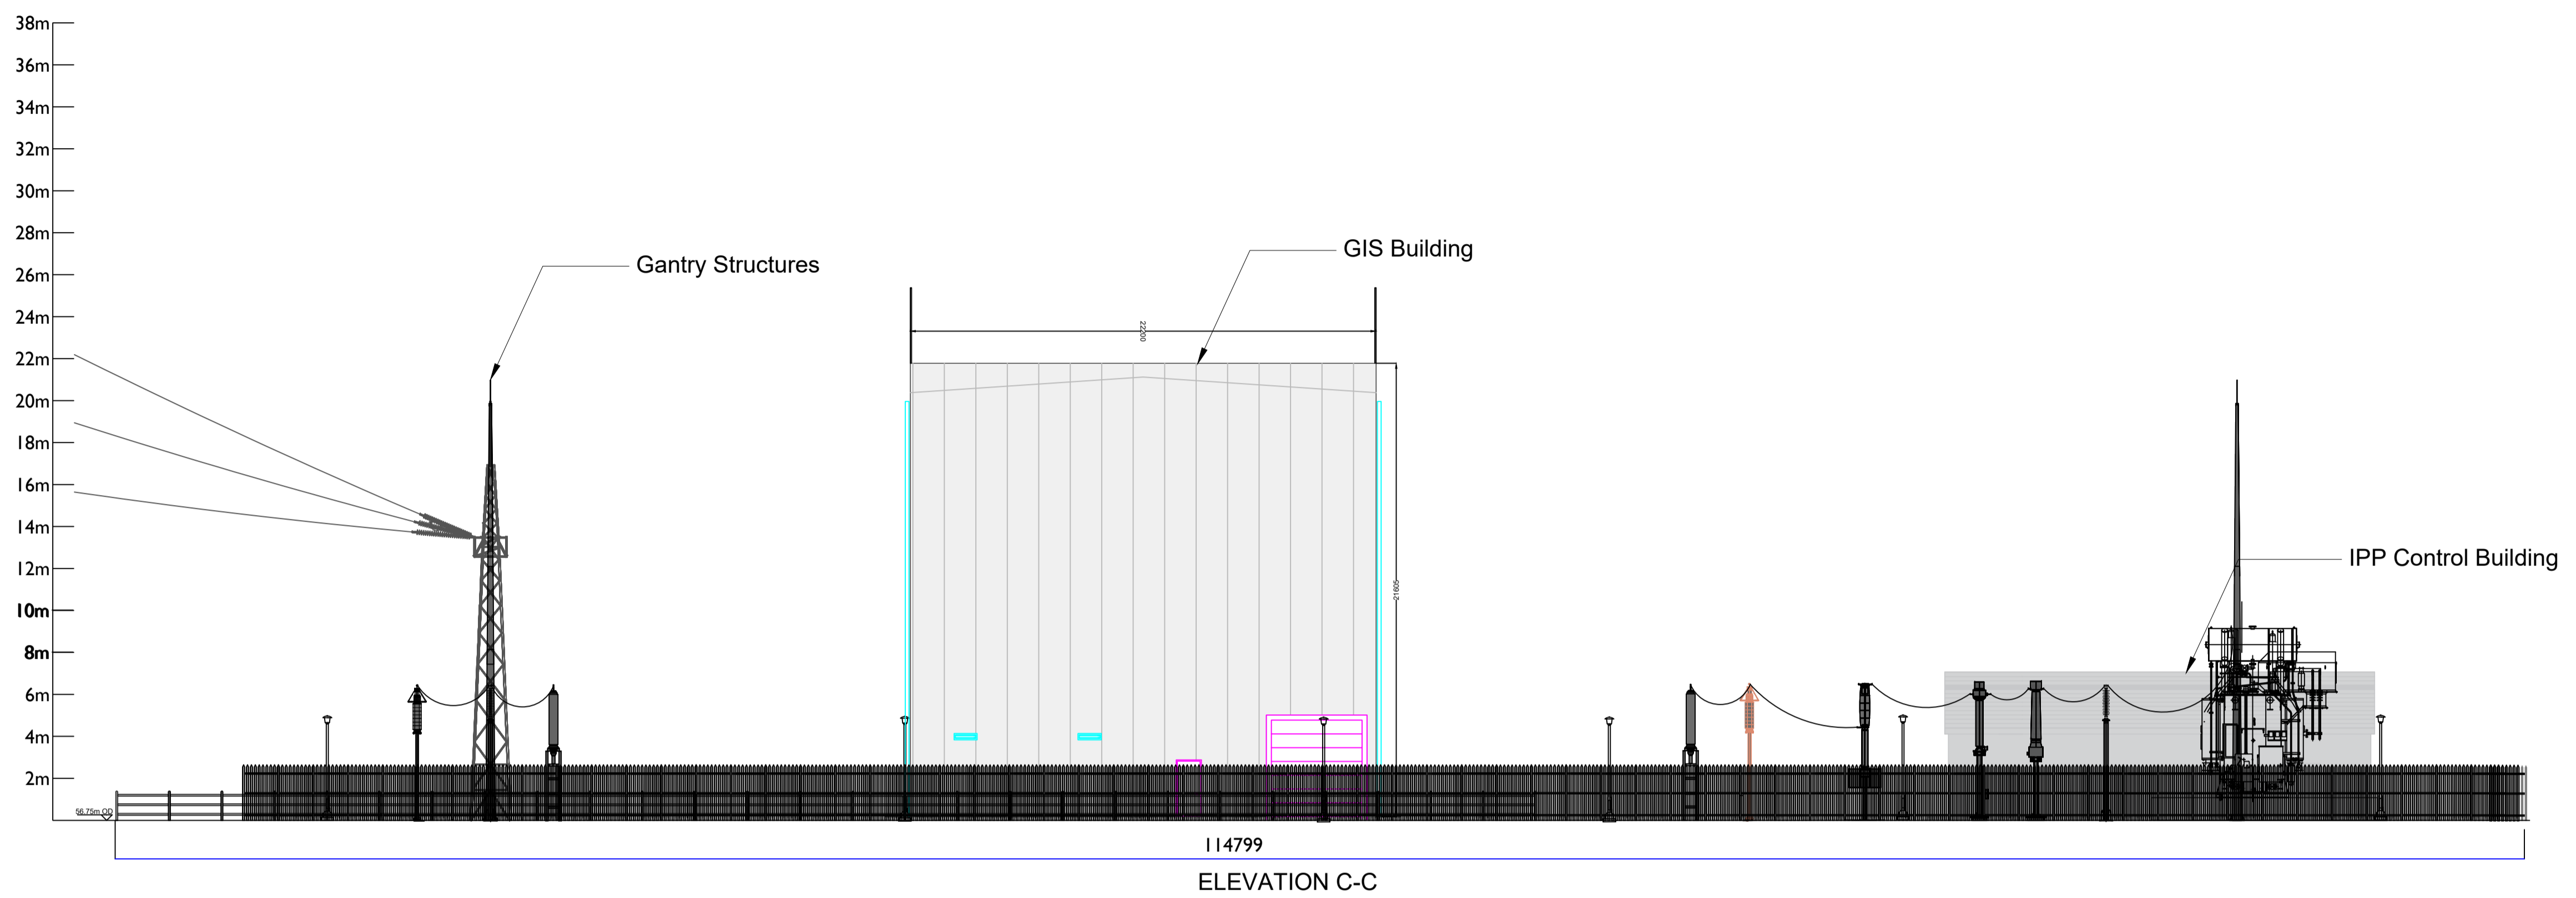 38m
36m
34m
32m
30m
28m
26m
24m
22m
20m
18m
16m
14m
12m
10m
8m
6m
4m
2m
Gantry Structures
GIS Building
22200
21605
IPP Control Building
56.75m OD
114799
ELEVATION C-C